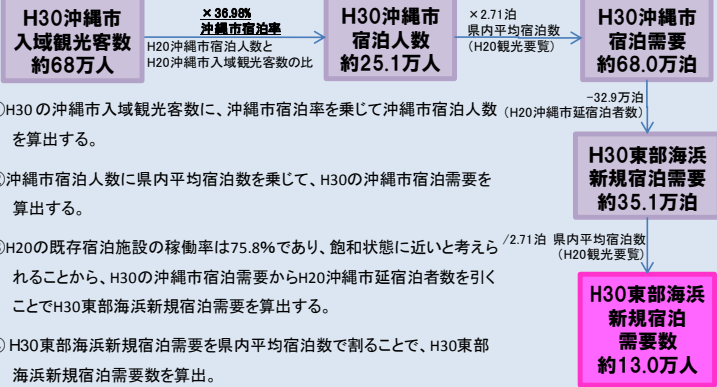 H30沖縄市
入域観光客数
約68万人
×36.98%
沖縄市宿泊率
H20沖縄市宿泊人数と
H20沖縄市入域観光客数の比
H30沖縄市
宿泊人数
約25.1万人
×2.71泊
県内平均宿泊数
(H20観光要覧)
H30沖縄市
宿泊需要
約68.0万泊
H30の沖縄市入域観光客数に、沖縄市宿泊率を乗じて沖縄市宿泊人数
を算出する。
-32.9万泊
(H20沖縄市延宿泊者数)
沖縄市宿泊人数に県内平均宿泊数を乗じて、H30の沖縄市宿泊需要を
算出する。
H30東部海浜
新規宿泊需要
約35.1万泊
H20の既存宿泊施設の稼働率は75.8%であり、飽和状態に近いと考えら
れることから、H30の沖縄市宿泊需要からH20沖縄市延宿泊者数を引く
ことでH30東部海浜新規宿泊需要を算出する。
/2.71泊 県内平均宿泊数
(H20観光要覧)
H30東部海浜新規宿泊需要を県内平均宿泊数で割ることで、H30東部
海浜新規宿泊需要数を算出。
H30東部海浜
新規宿泊
需要数
約13.0万人